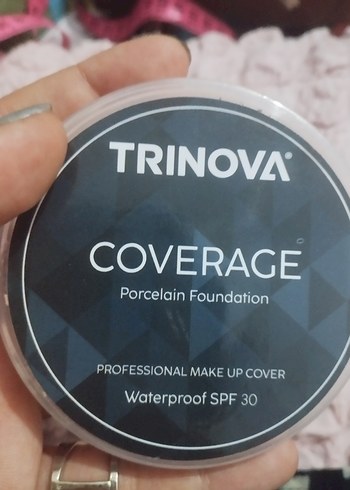 TRINOVA®
COVERAGE
Porcelain Foundation
PROFESSIONAL MAKE UP COVER
Waterproof SPF 30